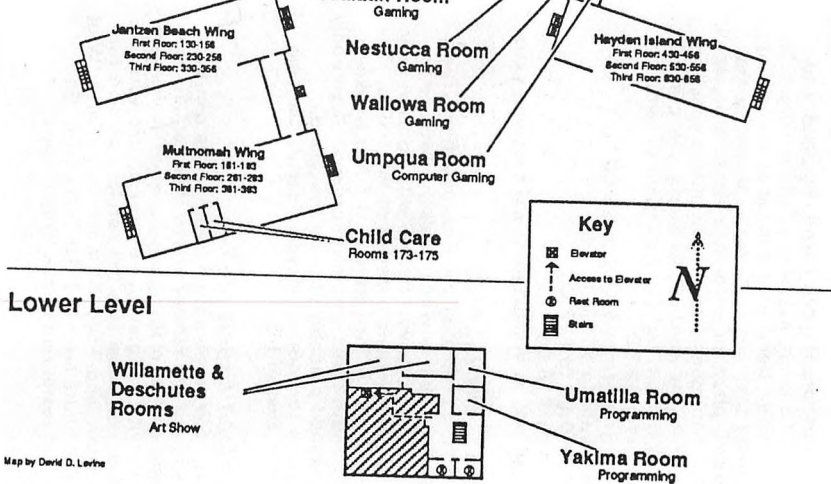 Gaming
Jantzen Beach Wing
First Floor: 130-156
Second Floor: 230-256
Third Floor: 330-356
Nestucca Room
Gaming
Hayden Island Wing
First Floor: 430-456
Second Floor: 530-556
Third Floor: 630-656
Wallowa Room
Gaming
Multnomah Wing
First Floor: 161-183
Second Floor: 261-283
Third Floor: 361-383
Umpqua Room
Computer Gaming
Child Care
Rooms 173-175
Key
Elevator
Access to Elevator
Rest Room
Stairs
N
Lower Level
Willamette &
Deschutes
Rooms
Art Show
Umatilla Room
Programming
Yakima Room
Programming
Map by David D. Levine